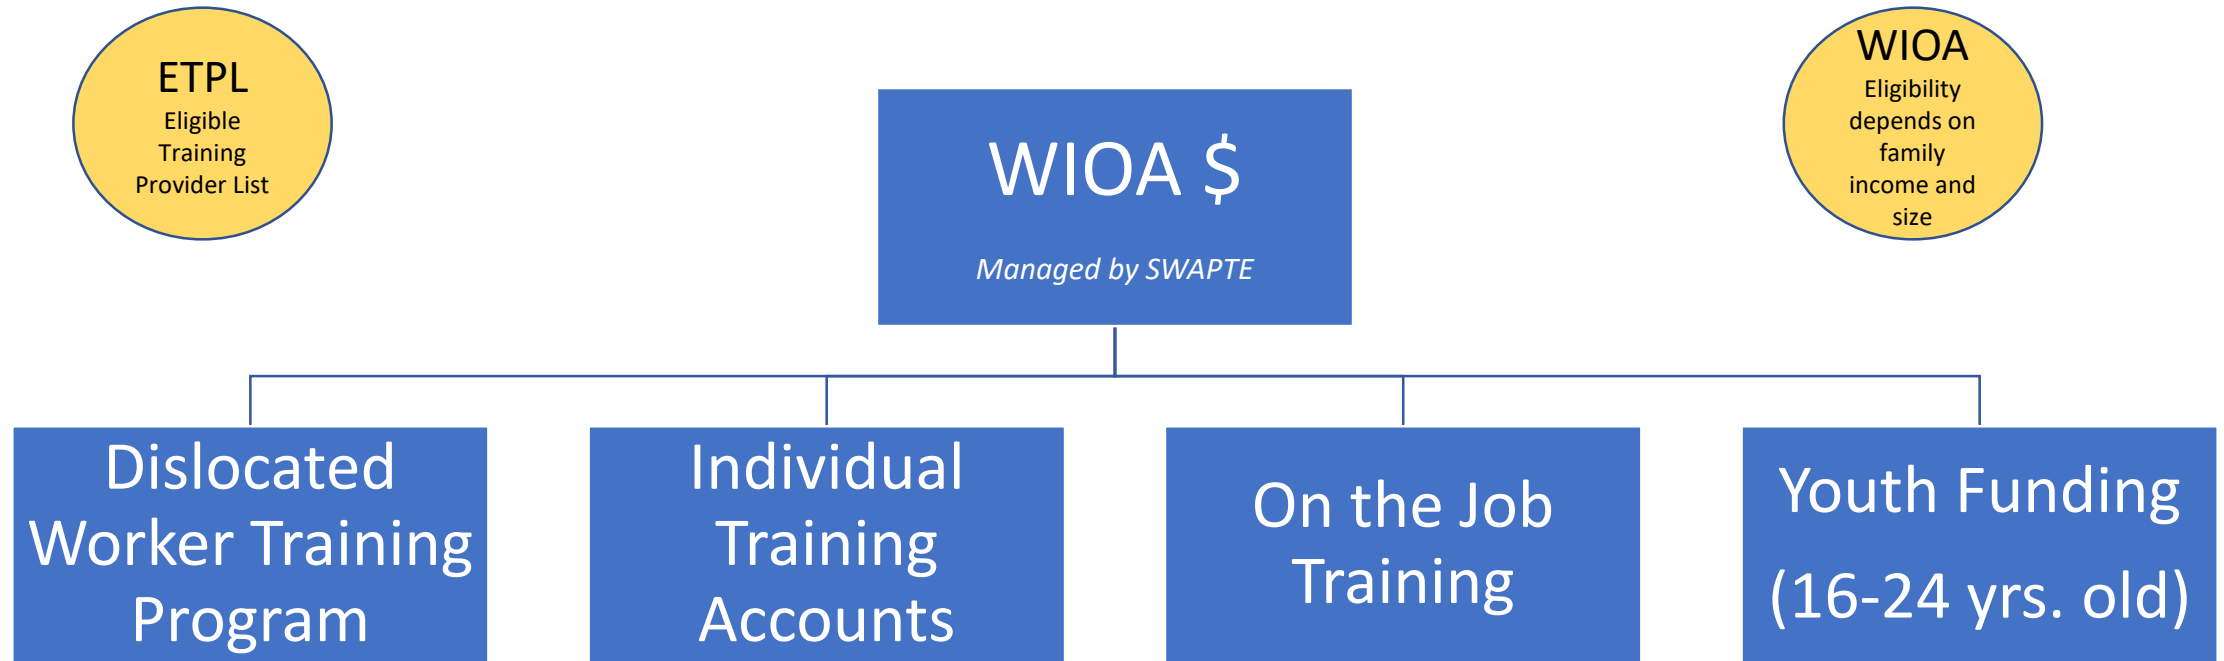 ETPL
Eligible
Training
Provider List
WIOA $
Managed by SWAPTE
WIOA
Eligibility
depends on
family
income and
size
Dislocated
Worker Training
Program
Individual
Training
Accounts
On the Job
Training
Youth Funding
(16-24 yrs. old)